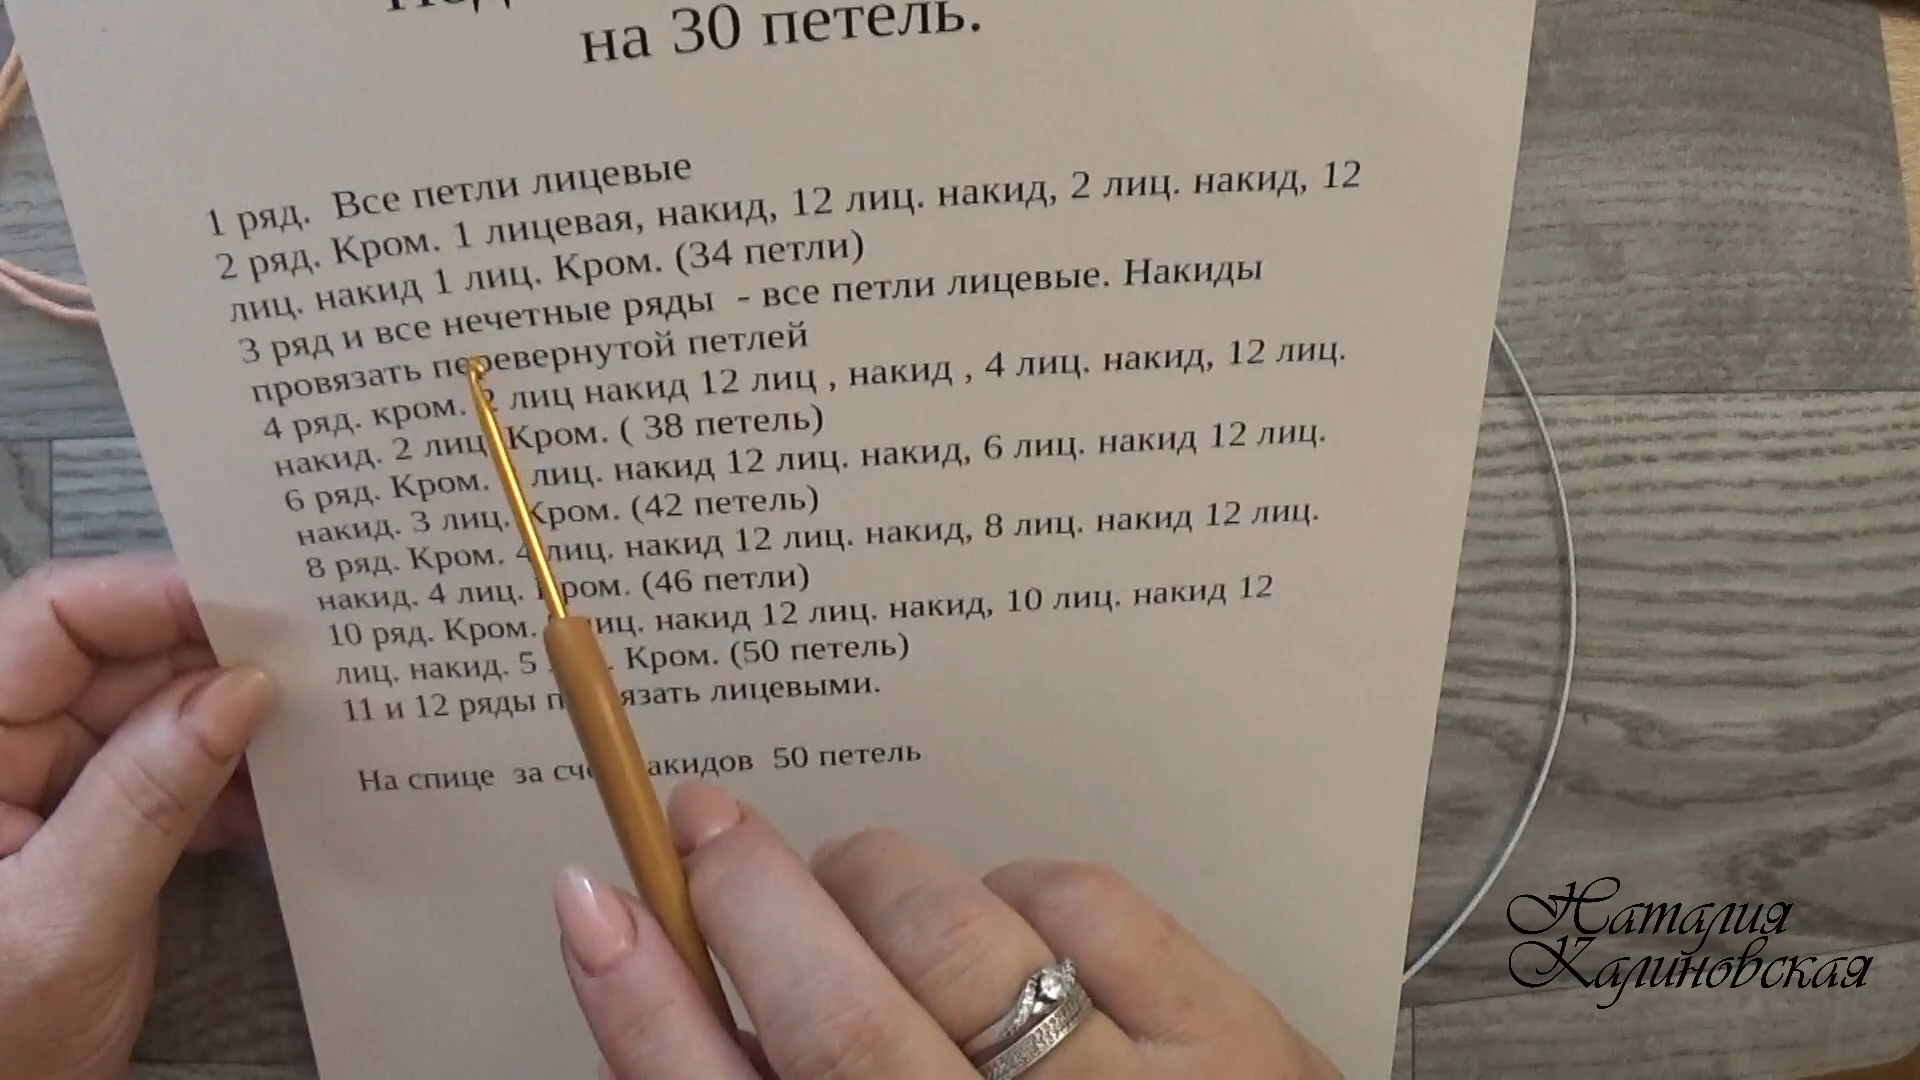 на 30 петель.
1 ряд. Все петли лицевые
2 ряд. Кром. 1 лицевая, накид, 12 лиц. накид, 2 лиц. накид, 12
лиц. накид 1 лиц. Кром. (34 петли)
3 ряд и все нечетные ряды - все петли лицевые. Накиды
провязать перевернутой петлей
4 ряд. кром. 2 лиц накид 12 лиц , накид , 4 лиц. накид, 12 лиц.
накид. 2 лиц. Кром. ( 38 петель)
6 ряд. Кром. лиц. накид 12 лиц. накид, 6 лиц. накид 12 лиц.
накид. 3 лиц. Кром. (42 петель)
8 ряд. Кром. 4 лиц. накид 12 лиц. накид, 8 лиц. накид 12 лиц.
накид. 4 лиц. Кром. (46 петли)
10 ряд. Кром. лиц. накид 12 лиц. накид, 10 лиц. накид 12
лиц. накид. 5 Кром. (50 петель)
11 и 12 ряды лицевыми.
На спице за накидов 50 петель
Наталия
Калиновская